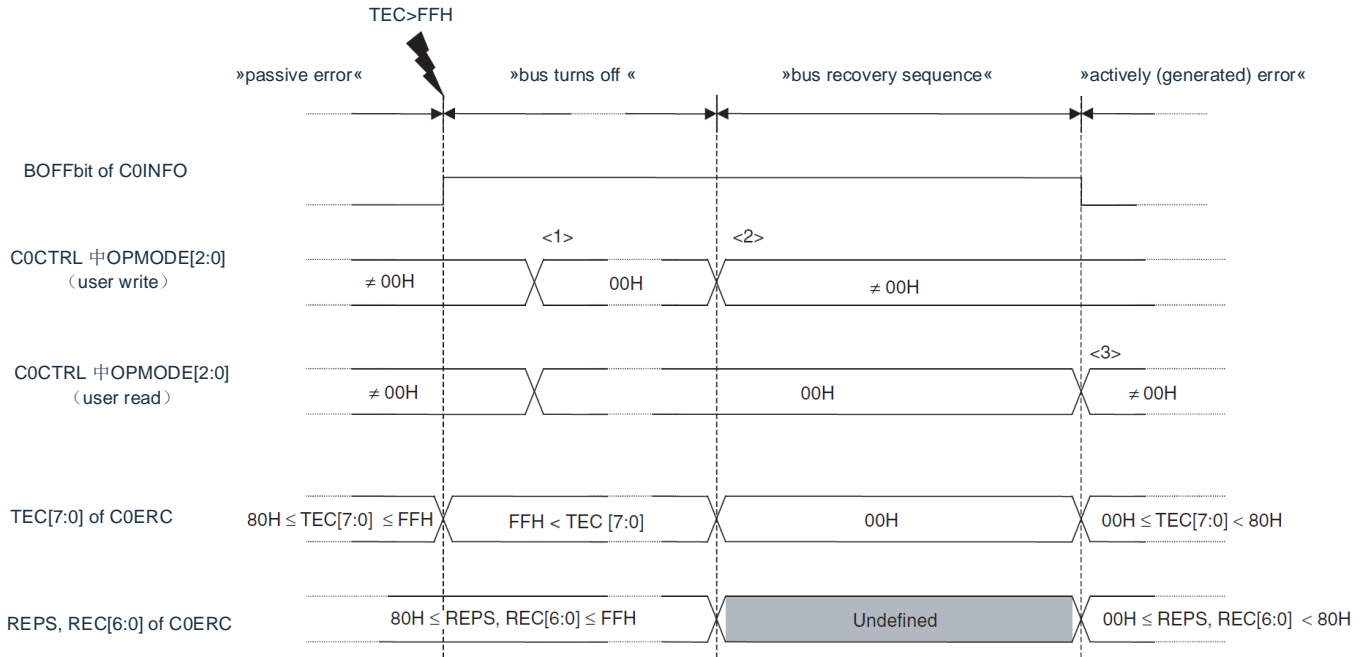 TEC>FFH
»passive error«
»bus turns off «
»bus recovery sequence«
»actively (generated) error«
BOFFbit of C0INFO
<1>
<2>
C0CTRL 中OPMODE[2:0]
（user write）
≠ 00H
00H
≠ 00H
<3>
C0CTRL 中OPMODE[2:0]
（user read）
≠ 00H
00H
≠ 00H
TEC[7:0] of C0ERC
80H ≤ TEC[7:0] ≤ FFH
FFH < TEC [7:0]
00H
00H ≤ TEC[7:0] < 80H
REPS, REC[6:0] of C0ERC
80H ≤ REPS, REC[6:0] ≤ FFH
Undefined
00H ≤ REPS, REC[6:0] < 80H